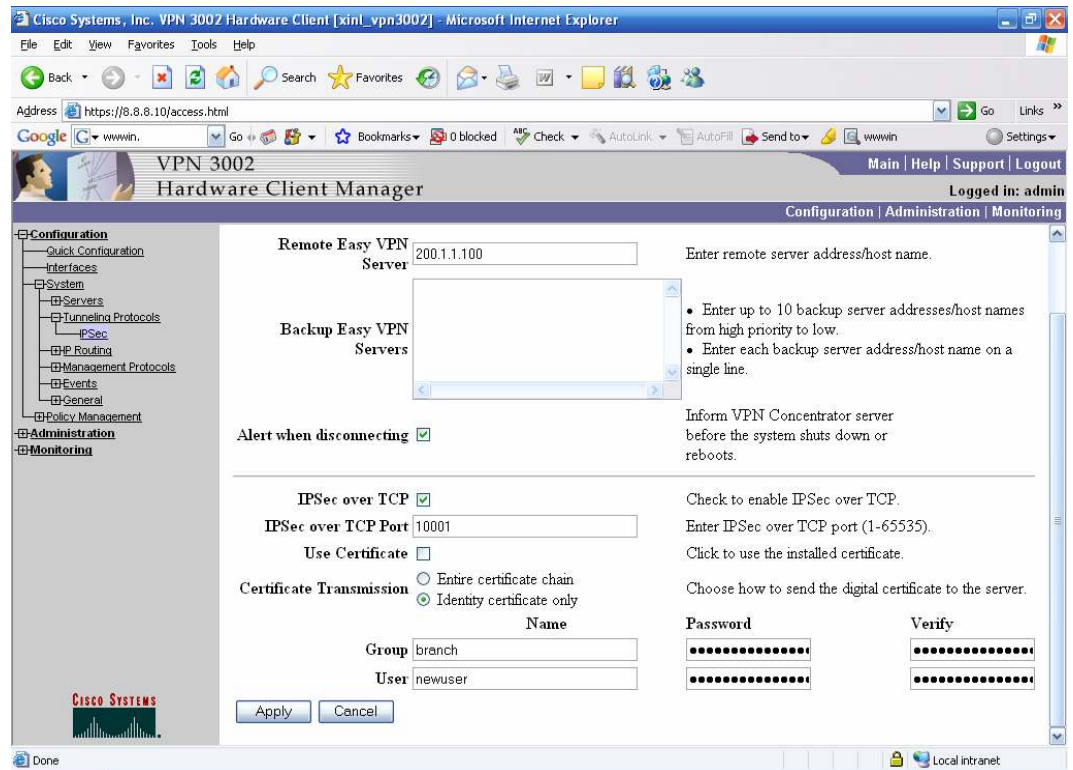 Cisco Systems, Inc. VPN 3002 Hardware Client [xinl_vpn3002] - Microsoft Internet Explorer
File Edit View Favorites Tools Help
Back Search Favorites
Address https://8.8.8.10/access.html Go Links »
Google G wwwin. Go Bookmarks 0 blocked ABC Check AutoLink AutoFill Send to wwwin Settings
VPN 3002
Hardware Client Manager
Main | Help | Support | Logout
Logged in: admin
Configuration | Administration | Monitoring
Configuration
Quick Configuration
Interfaces
System
Servers
Tunneling Protocols
IPSec
IP Routing
Management Protocols
Events
General
Policy Management
Administration
Monitoring
Remote Easy VPN Server 200.1.1.100 Enter remote server address/host name.
Backup Easy VPN Servers
• Enter up to 10 backup server addresses/host names from high priority to low.
• Enter each backup server address/host name on a single line.
Alert when disconnecting Inform VPN Concentrator server before the system shuts down or reboots.
IPSec over TCP Check to enable IPSec over TCP.
IPSec over TCP Port 10001 Enter IPSec over TCP port (1-65535).
Use Certificate Click to use the installed certificate.
Certificate Transmission Entire certificate chain
Identity certificate only
Choose how to send the digital certificate to the server.
Name Password Verify
Group branch
User newuser
Apply Cancel
CISCO SYSTEMS
Done Local intranet